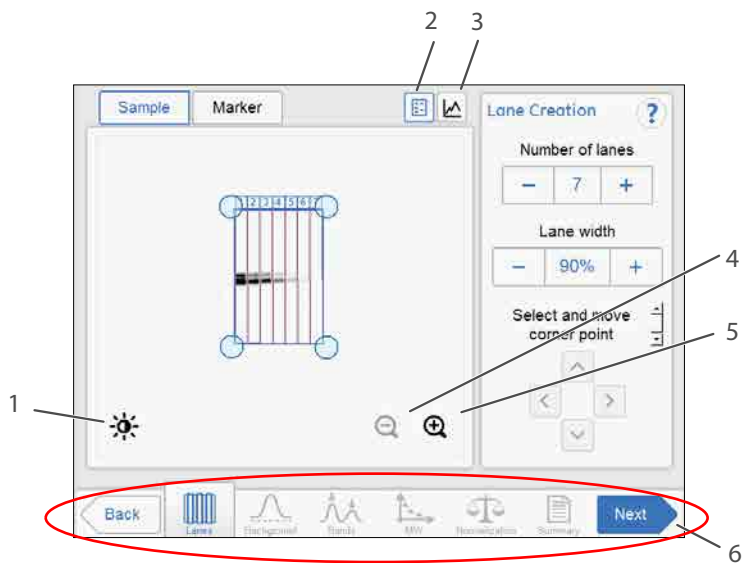 2
3
Sample
Marker
Lane Creation
?
Number of lanes
− 7 +
Lane width
− 90% +
Select and move
corner point
1 2 3 4 5 6
4
5
1
Back
Lanes
Background
Bands
MW
Normalization
Summary
Next
6